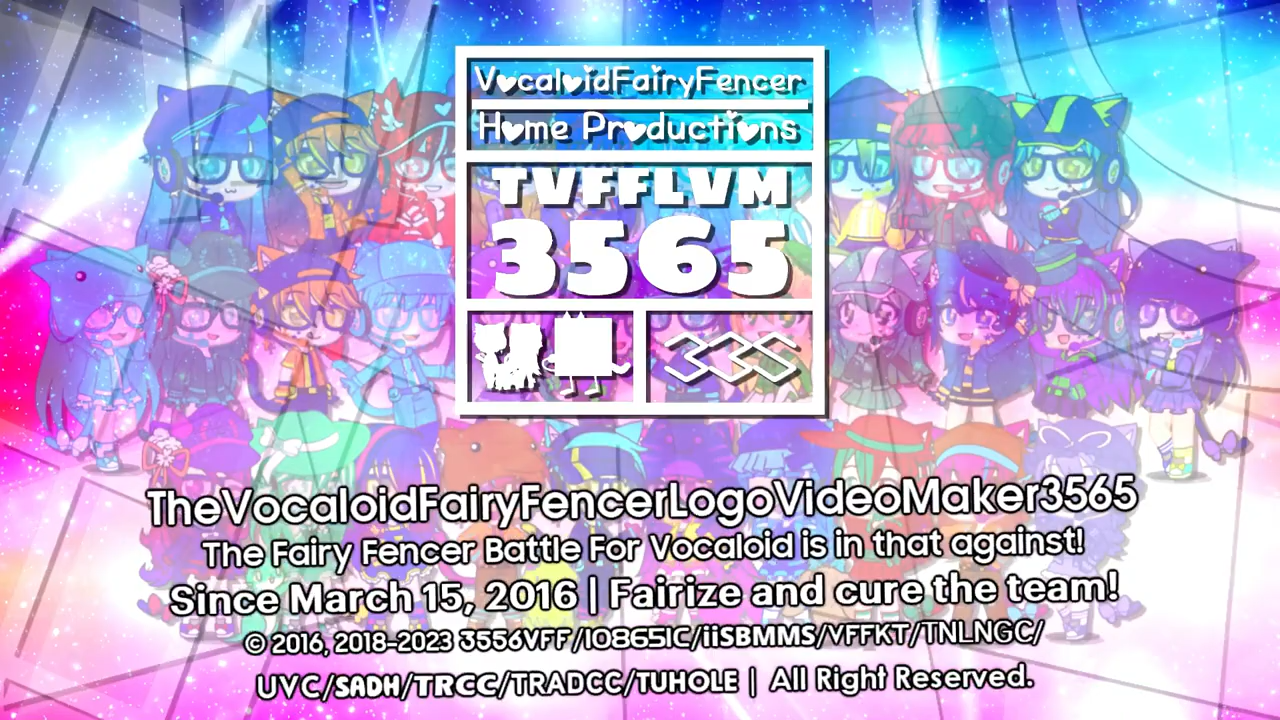 VocaloidFairyFencer
Home Productions
TVFFLVM
3565
335
TheVocaloidFairyFencerLogoVideoMaker3565
The Fairy Fencer Battle For Vocaloid is in that against!
Since March 15, 2016 | Fairize and cure the team!
© 2016, 2018-2023 3556VFF/IO865IC/iiSBMMS/VFFKT/TNLNGC/
UVC/SADH/TRCC/TRADCC/TUHOLE | All Right Reserved.